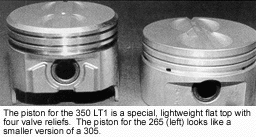 The piston for the 350 LT1 is a special, lightweight flat top with
four valve reliefs.  The piston for the 265 (left) looks like a
smaller version of a 305.